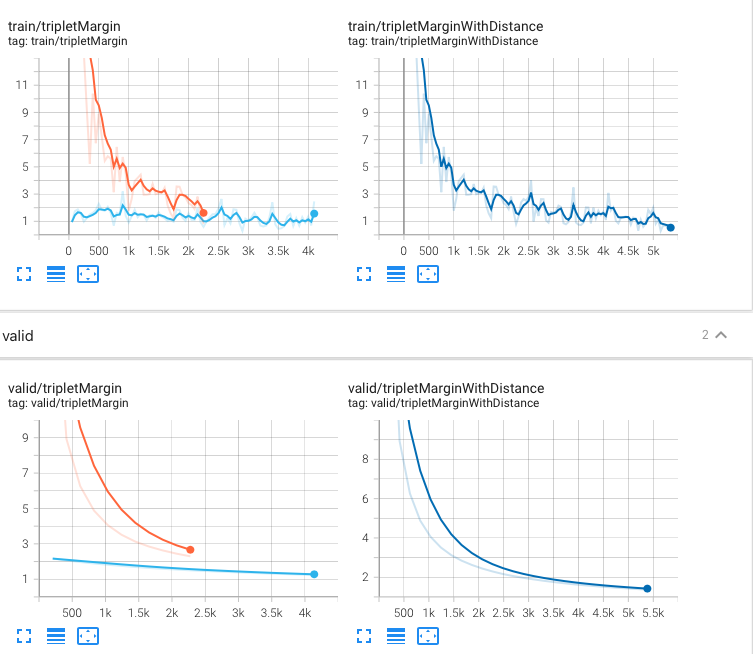 train/tripletMargin
tag: train/tripletMargin
11
9
7
5
3
1
0 500 1k 1.5k 2k 2.5k 3k 3.5k 4k
train/tripletMarginWithDistance
tag: train/tripletMarginWithDistance
11
9
7
5
3
1
0 500 1k 1.5k 2k 2.5k 3k 3.5k 4k 4.5k 5k
valid
2
valid/tripletMargin
tag: valid/tripletMargin
9
7
5
3
1
500 1k 1.5k 2k 2.5k 3k 3.5k 4k
valid/tripletMarginWithDistance
tag: valid/tripletMarginWithDistance
8
6
4
2
500 1k 1.5k 2k 2.5k 3k 3.5k 4k 4.5k 5k 5.5k